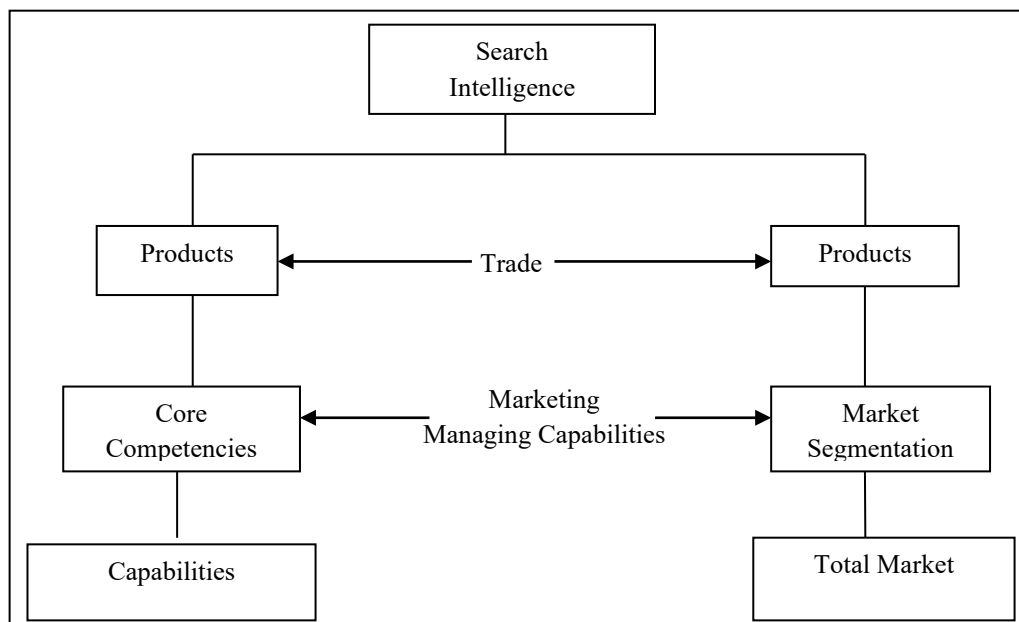 Search
Intelligence
Products
Trade
Products
Core
Competencies
Marketing
Managing Capabilities
Market
Segmentation
Capabilities
Total Market